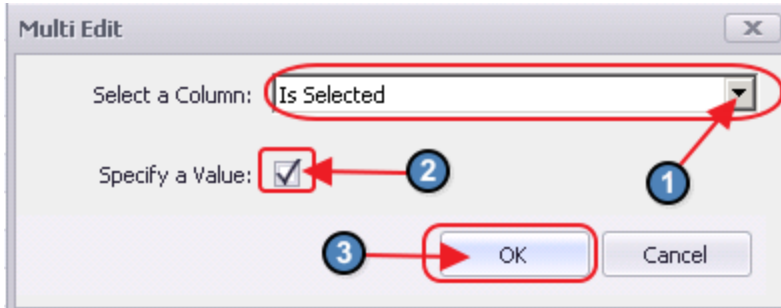 Multi Edit
Select a Column: Is Selected
1
Specify a Value: 2
3 OK Cancel